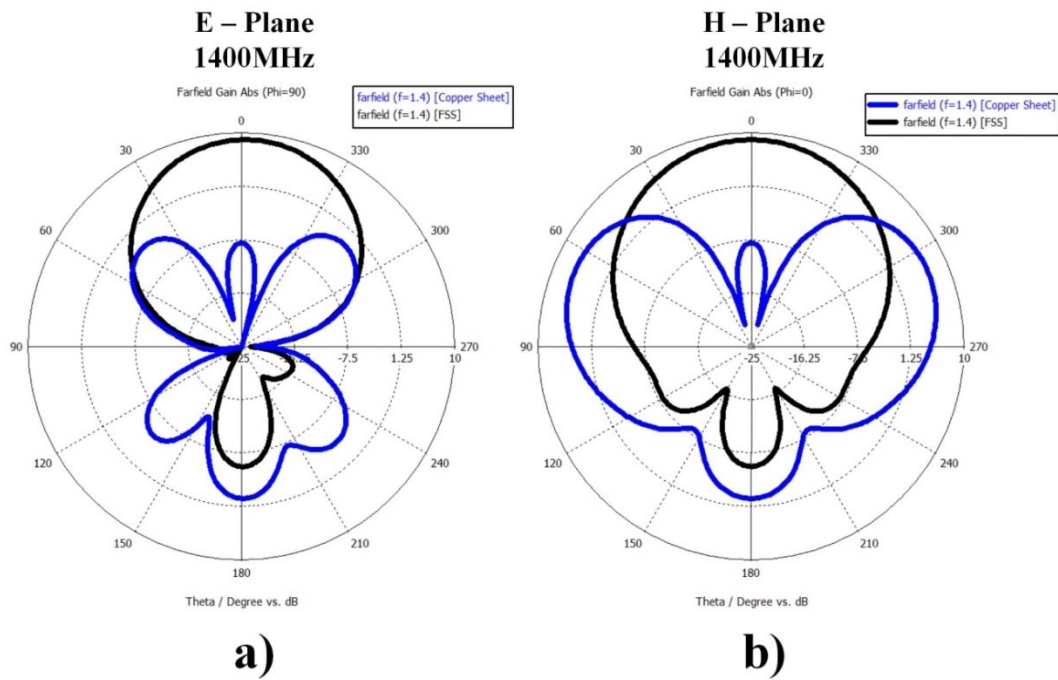 E – Plane
1400MHz
Farfield Gain Abs (Phi=90)
farfield (f=1.4) [Copper Sheet]
farfield (f=1.4) [FSS]
0
30
330
60
300
90
-25
-16.25
-7.5
1.25
10
270
120
240
150
210
180
Theta / Degree vs. dB
a)
H – Plane
1400MHz
Farfield Gain Abs (Phi=0)
farfield (f=1.4) [Copper Sheet]
farfield (f=1.4) [FSS]
0
30
330
60
300
90
-25
-16.25
-7.5
1.25
10
270
120
240
150
210
180
Theta / Degree vs. dB
b)